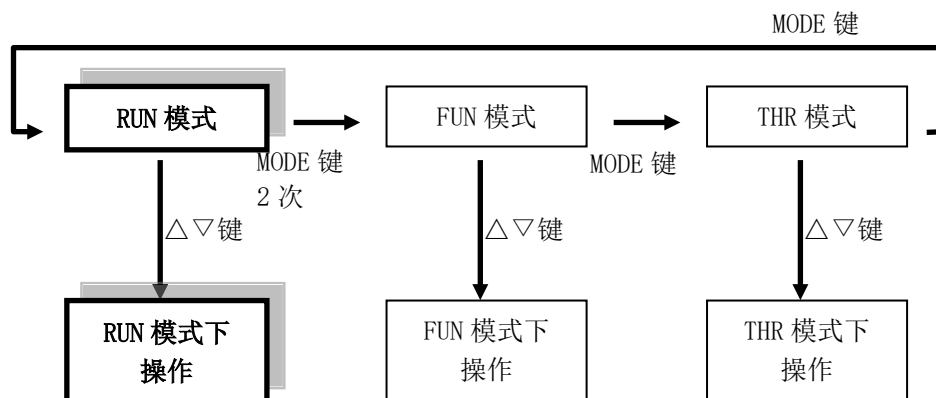 MODE 键
RUN 模式
FUN 模式
THR 模式
MODE 键
2 次
MODE 键
△▽键
△▽键
△▽键
RUN 模式下
操作
FUN 模式下
操作
THR 模式下
操作